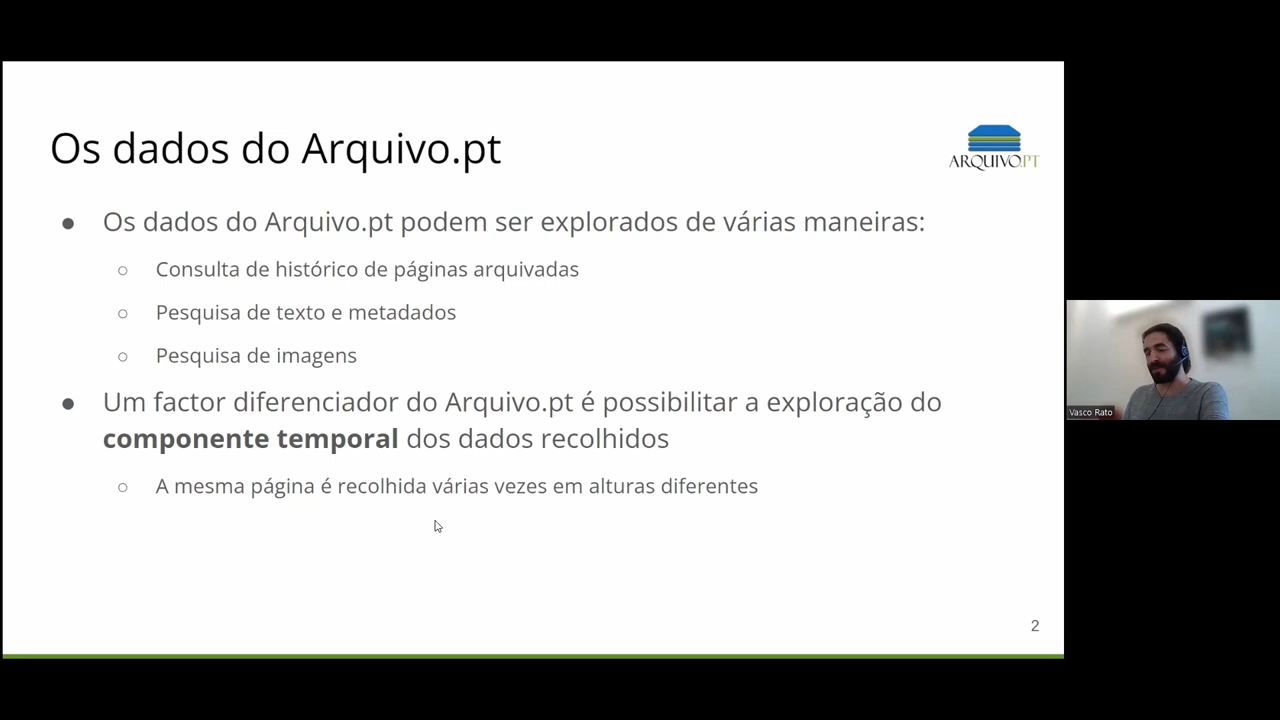 Os dados do Arquivo.pt
ARQUIVO.PT
● Os dados do Arquivo.pt podem ser explorados de várias maneiras:
○ Consulta de histórico de páginas arquivadas
○ Pesquisa de texto e metadados
○ Pesquisa de imagens
● Um factor diferenciador do Arquivo.pt é possibilitar a exploração do
componente temporal dos dados recolhidos
○ A mesma página é recolhida várias vezes em alturas diferentes
2
Vasco Rato